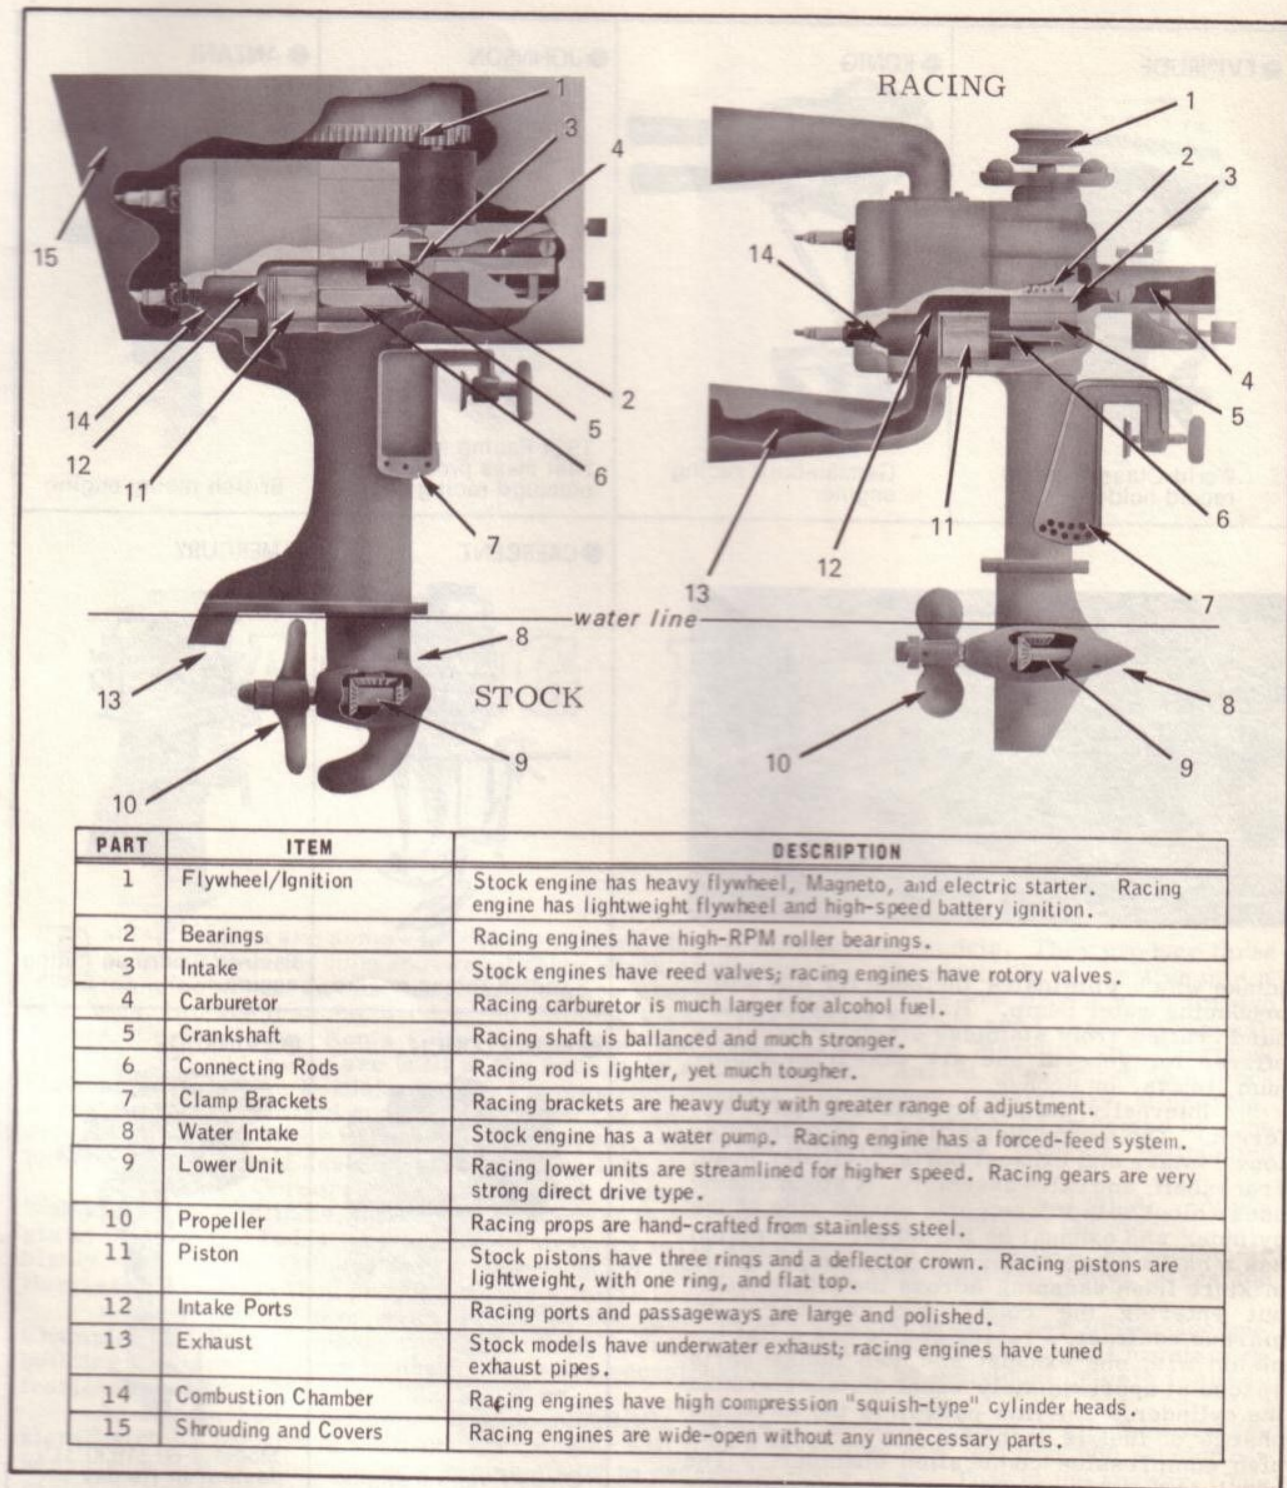 RACING
1
3
4
15
14
12
11
2
5
6
7
1
2
3
14
4
5
6
11
12
13
7
water line
8
STOCK
13
9
10
8
10
9
PART ITEM DESCRIPTION
1 Flywheel/Ignition Stock engine has heavy flywheel, Magneto, and electric starter. Racing
engine has lightweight flywheel and high-speed battery ignition.
2 Bearings Racing engines have high-RPM roller bearings.
3 Intake Stock engines have reed valves; racing engines have rotory valves.
4 Carburetor Racing carburetor is much larger for alcohol fuel.
5 Crankshaft Racing shaft is ballanced and much stronger.
6 Connecting Rods Racing rod is lighter, yet much tougher.
7 Clamp Brackets Racing brackets are heavy duty with greater range of adjustment.
8 Water Intake Stock engine has a water pump. Racing engine has a forced-feed system.
9 Lower Unit Racing lower units are streamlined for higher speed. Racing gears are very
strong direct drive type.
10 Propeller Racing props are hand-crafted from stainless steel.
11 Piston Stock pistons have three rings and a deflector crown. Racing pistons are
lightweight, with one ring, and flat top.
12 Intake Ports Racing ports and passageways are large and polished.
13 Exhaust Stock models have underwater exhaust; racing engines have tuned
exhaust pipes.
14 Combustion Chamber Racing engines have high compression "squish-type" cylinder heads.
15 Shrouding and Covers Racing engines are wide-open without any unnecessary parts.